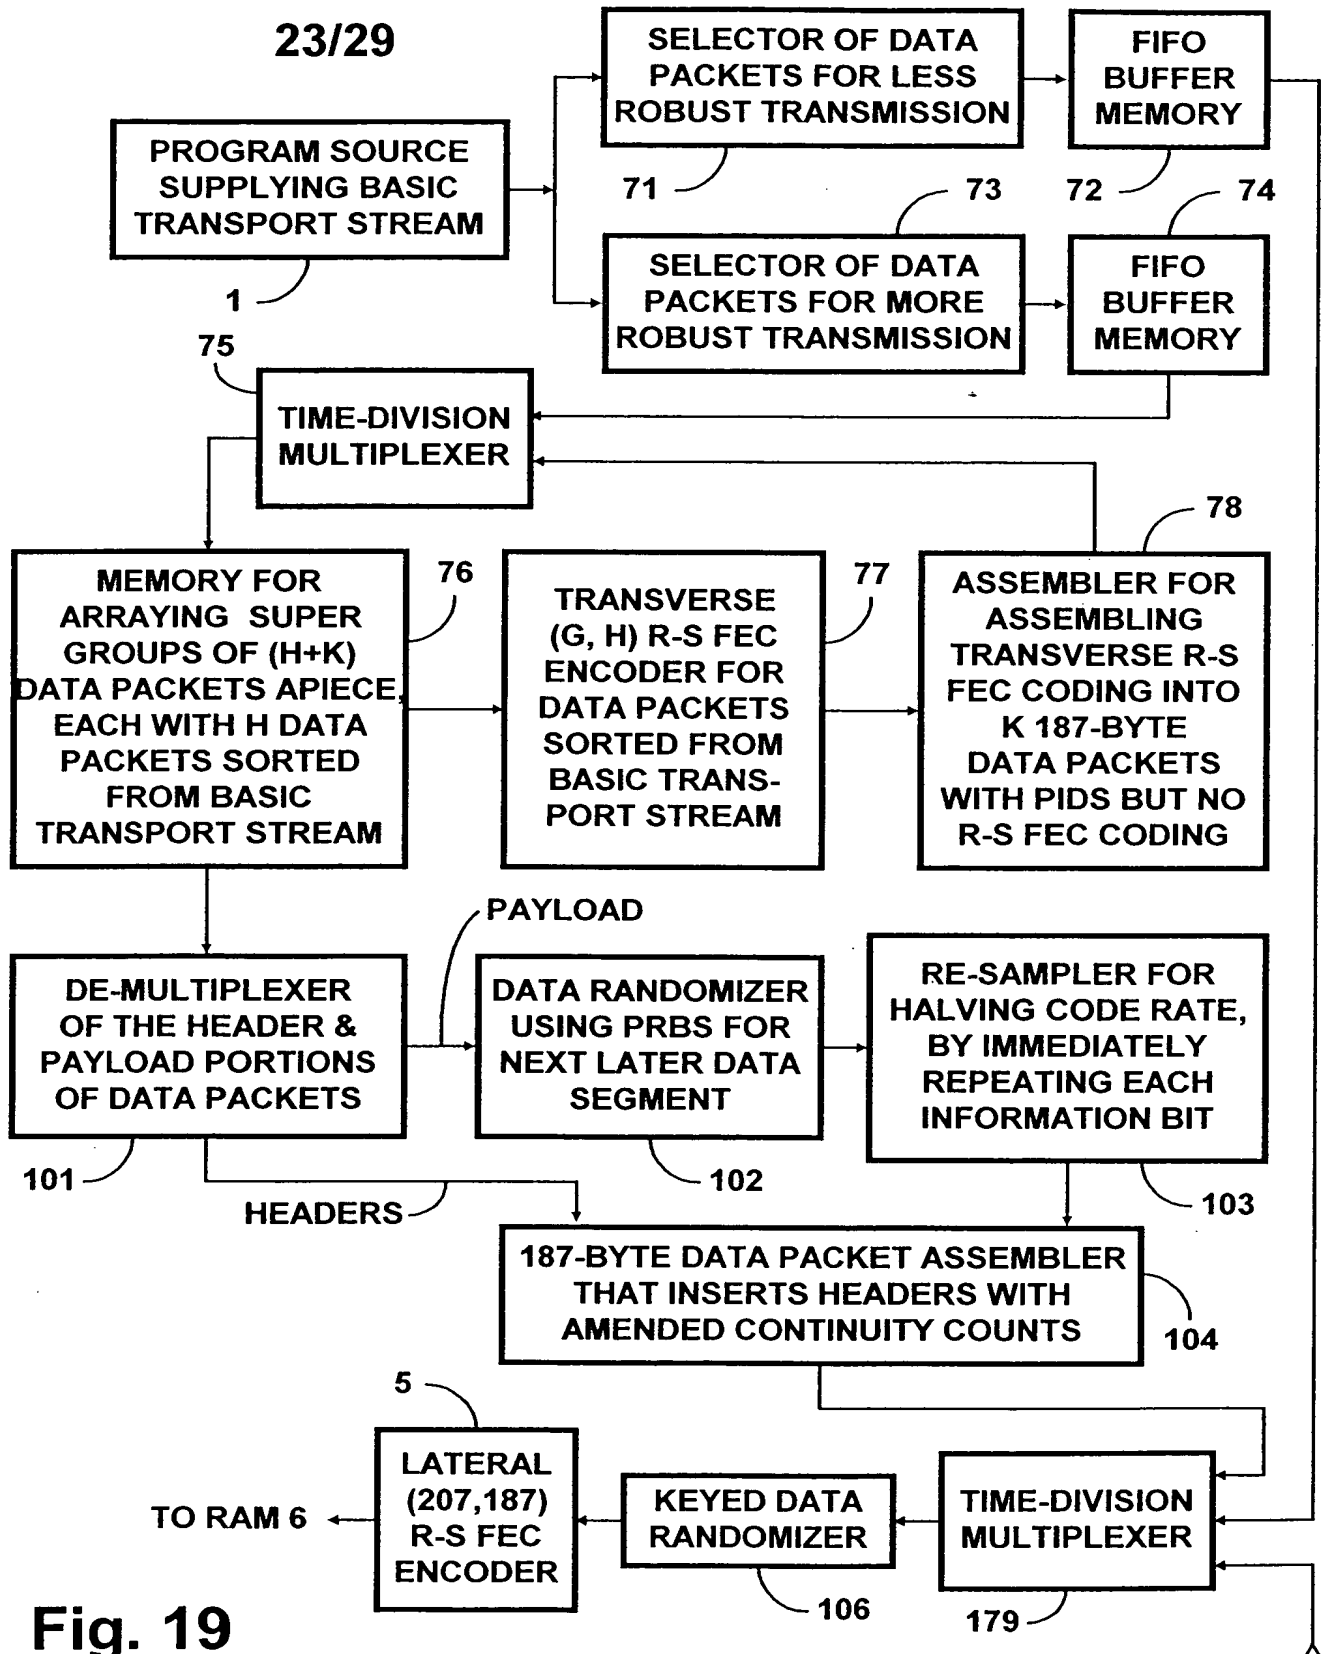 23/29
SELECTOR OF DATA
PACKETS FOR LESS
ROBUST TRANSMISSION
FIFO
BUFFER
MEMORY
PROGRAM SOURCE
SUPPLYING BASIC
TRANSPORT STREAM
71
73
72
74
SELECTOR OF DATA
PACKETS FOR MORE
ROBUST TRANSMISSION
FIFO
BUFFER
MEMORY
1
75
TIME-DIVISION
MULTIPLEXER
78
MEMORY FOR
ARRAYING SUPER
GROUPS OF (H+K)
DATA PACKETS APIECE,
EACH WITH H DATA
PACKETS SORTED
FROM BASIC
TRANSPORT STREAM
76
TRANSVERSE
(G, H) R-S FEC
ENCODER FOR
DATA PACKETS
SORTED FROM
BASIC TRANS-
PORT STREAM
77
ASSEMBLER FOR
ASSEMBLING
TRANSVERSE R-S
FEC CODING INTO
K 187-BYTE
DATA PACKETS
WITH PIDS BUT NO
R-S FEC CODING
PAYLOAD
DE-MULTIPLEXER
OF THE HEADER &
PAYLOAD PORTIONS
OF DATA PACKETS
DATA RANDOMIZER
USING PRBS FOR
NEXT LATER DATA
SEGMENT
RE-SAMPLER FOR
HALVING CODE RATE,
BY IMMEDIATELY
REPEATING EACH
INFORMATION BIT
101
102
103
HEADERS
187-BYTE DATA PACKET ASSEMBLER
THAT INSERTS HEADERS WITH
AMENDED CONTINUITY COUNTS
104
5
LATERAL
(207,187)
R-S FEC
ENCODER
TO RAM 6
KEYED DATA
RANDOMIZER
TIME-DIVISION
MULTIPLEXER
106
179
Fig. 19